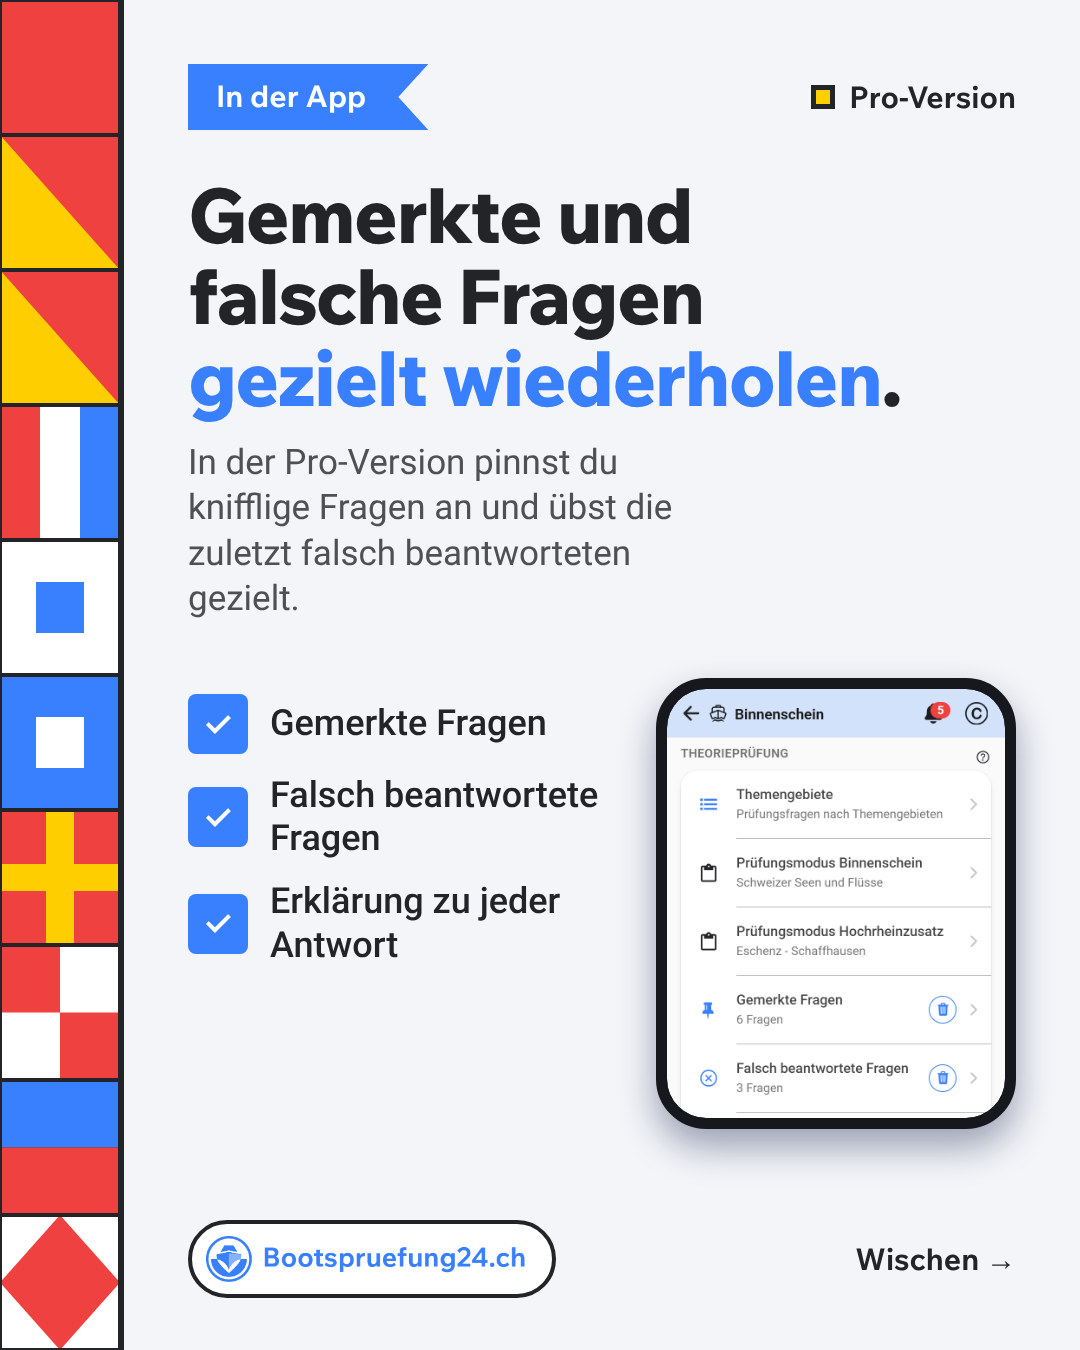 In der App
Pro-Version
Gemerkte und
falsche Fragen
gezielt wiederholen.
In der Pro-Version pinnst du
knifflige Fragen an und übst die
zuletzt falsch beantworteten
gezielt.
Gemerkte Fragen
Falsch beantwortete
Fragen
Erklärung zu jeder
Antwort
Binnenschein
5
C
THEORIEPRÜFUNG
?
Themengebiete
Prüfungsfragen nach Themengebieten
Prüfungsmodus Binnenschein
Schweizer Seen und Flüsse
Prüfungsmodus Hochrheinzusatz
Eschenz - Schaffhausen
Gemerkte Fragen
6 Fragen
Falsch beantwortete Fragen
3 Fragen
Bootspruefung24.ch
Wischen →